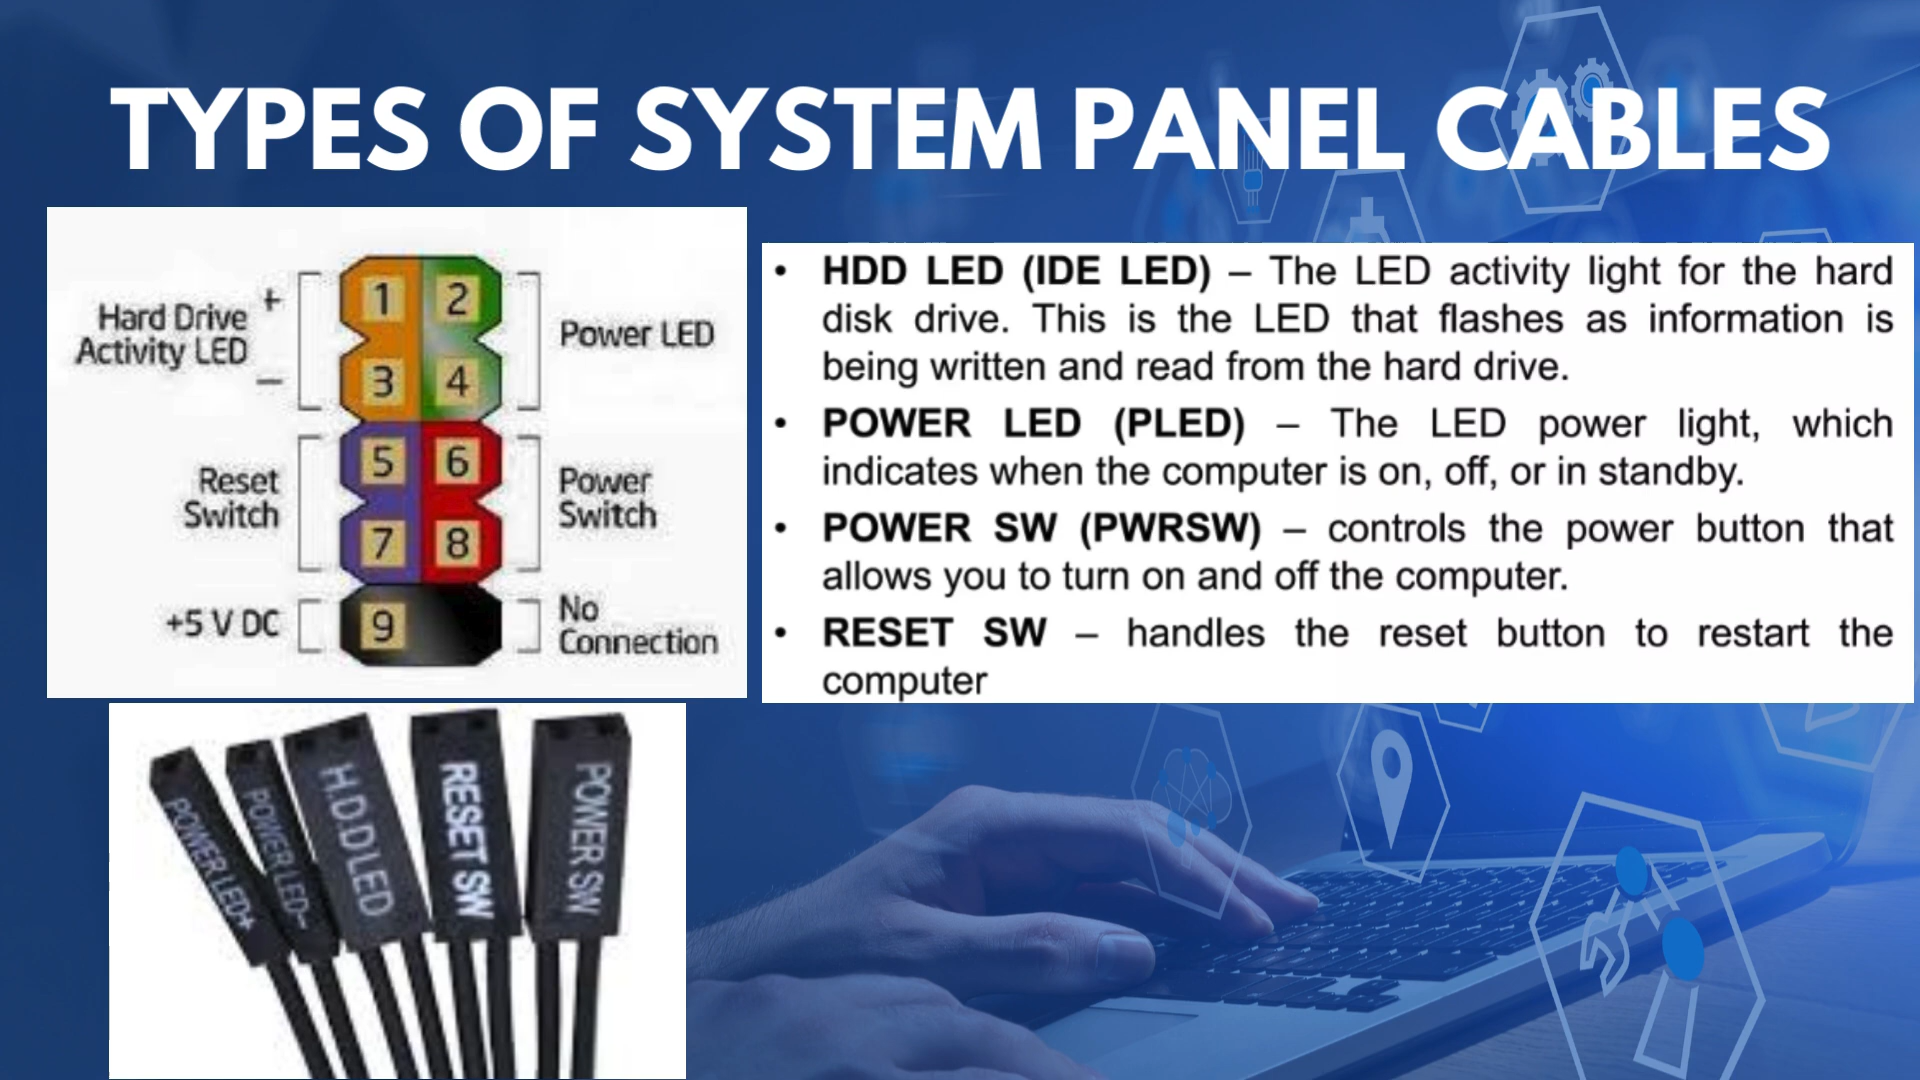 TYPES OF SYSTEM PANEL CABLES
Hard Drive
Activity LED
+
−
1
2
3
4
Power LED
Reset
Switch
5
6
7
8
Power
Switch
+5 V DC
9
No
Connection
• HDD LED (IDE LED) – The LED activity light for the hard
disk drive. This is the LED that flashes as information is
being written and read from the hard drive.
• POWER LED (PLED) – The LED power light, which
indicates when the computer is on, off, or in standby.
• POWER SW (PWRSW) – controls the power button that
allows you to turn on and off the computer.
• RESET SW – handles the reset button to restart the
computer
POWER LED+
POWER LED−
H.D.D LED
RESET SW
POWER SW